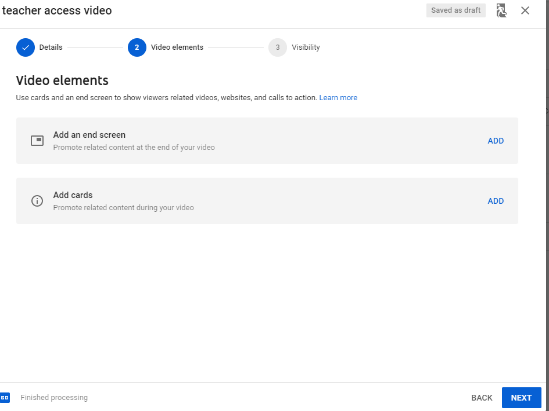 teacher access video
Saved as draft
Details
2
Video elements
3
Visibility
Video elements
Use cards and an end screen to show viewers related videos, websites, and calls to action. Learn more
Add an end screen
Promote related content at the end of your video
ADD
Add cards
Promote related content during your video
ADD
Finished processing
BACK
NEXT